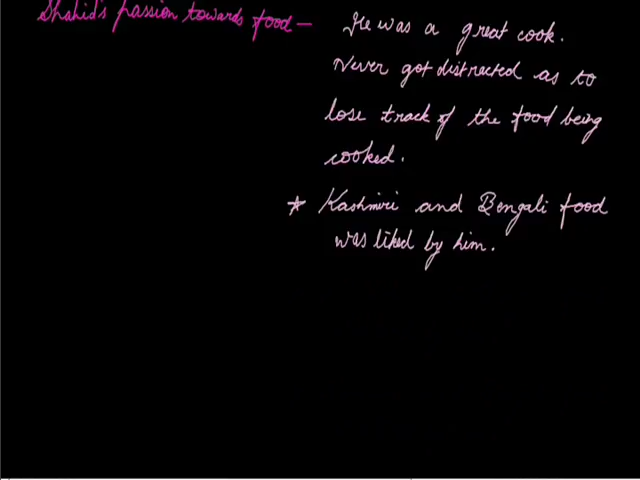 Shahid's passion towards food — He was a great cook.
Never got distracted as to
lose track of the food being
cooked.
* Kashmiri and Bengali food
was liked by him.